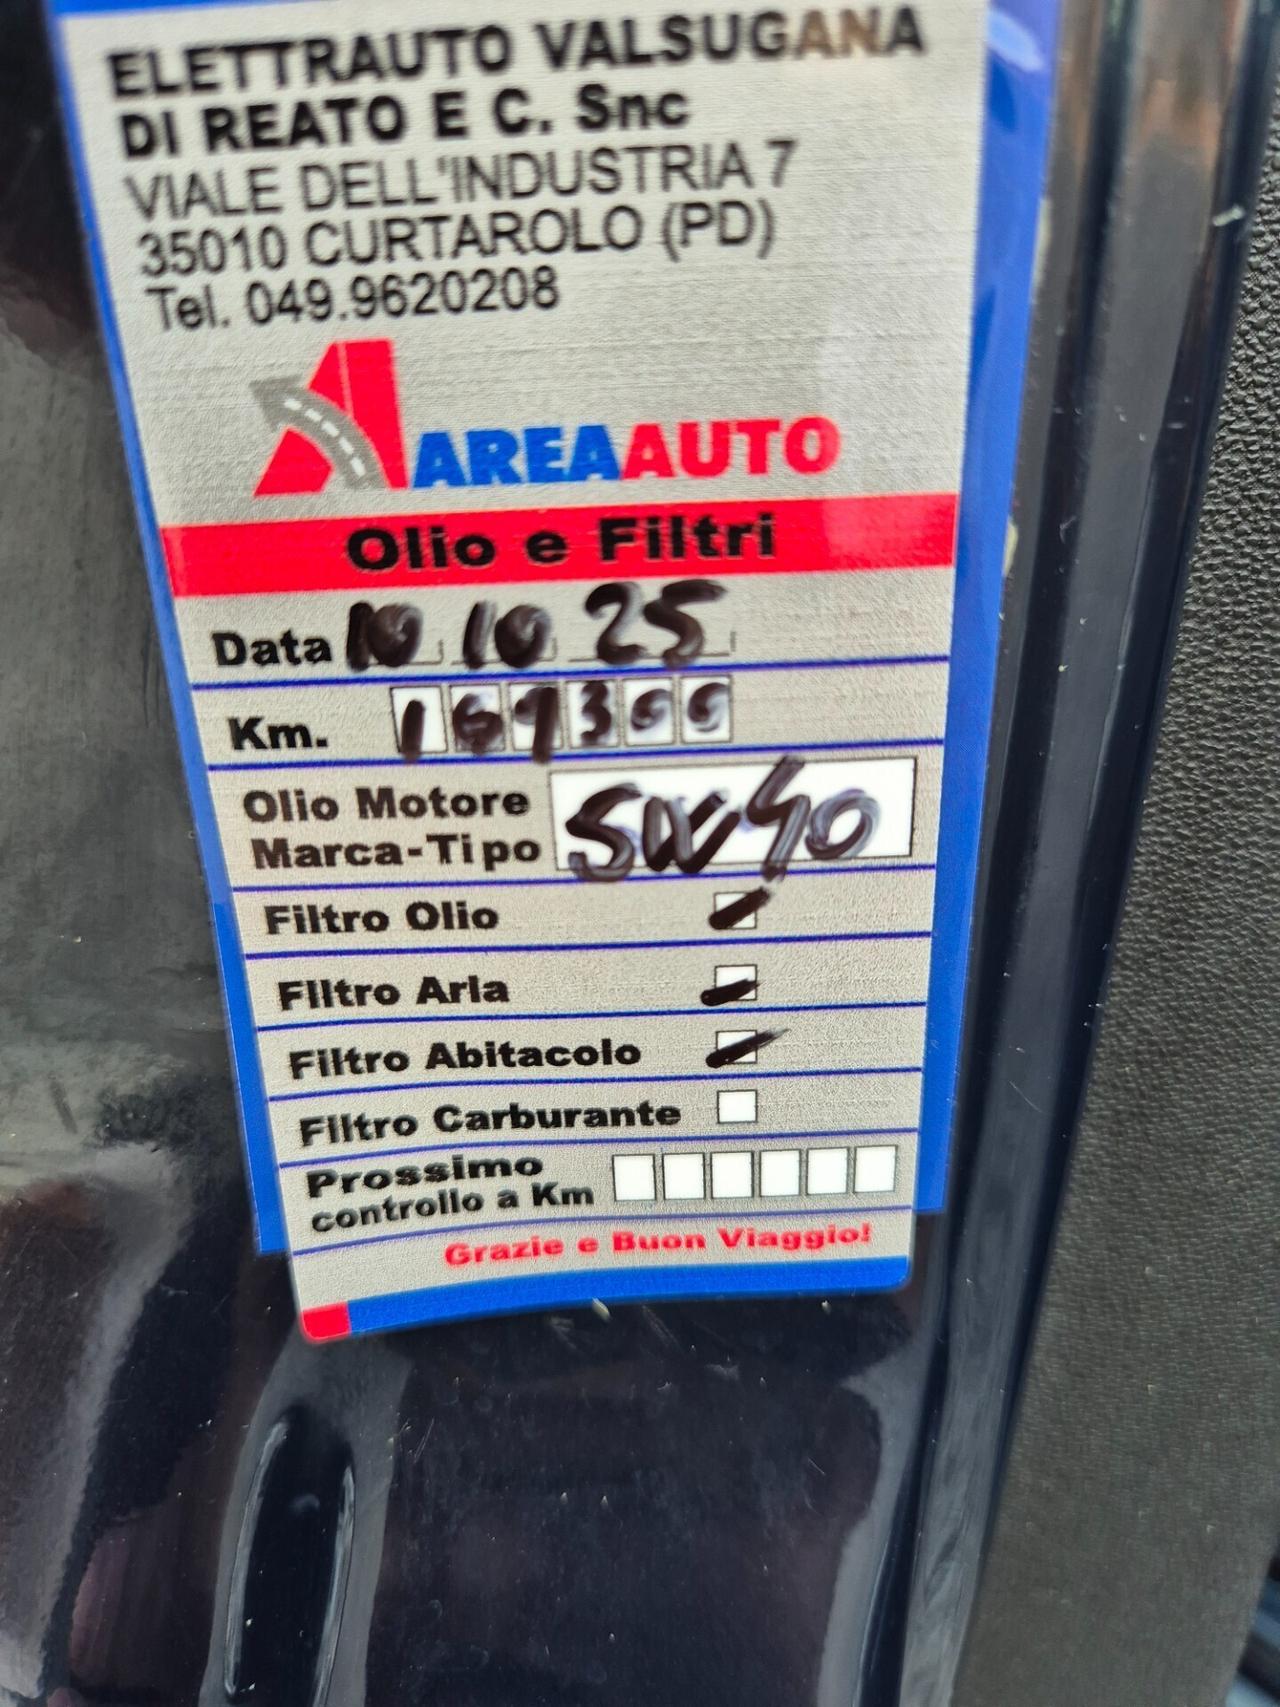 ELETTRAUTO VALSUGANA
DI REATO E C. Snc
VIALE DELL'INDUSTRIA 7
35010 CURTAROLO (PD)
Tel. 049.9620208
AREAAUTO
Olio e Filtri
Data 10 10 25
Km. 169300
Olio Motore
Marca-Tipo 5W40
Filtro Olio
Filtro Aria
Filtro Abitacolo
Filtro Carburante
Prossimo
controllo a Km
Grazie e Buon Viaggio!